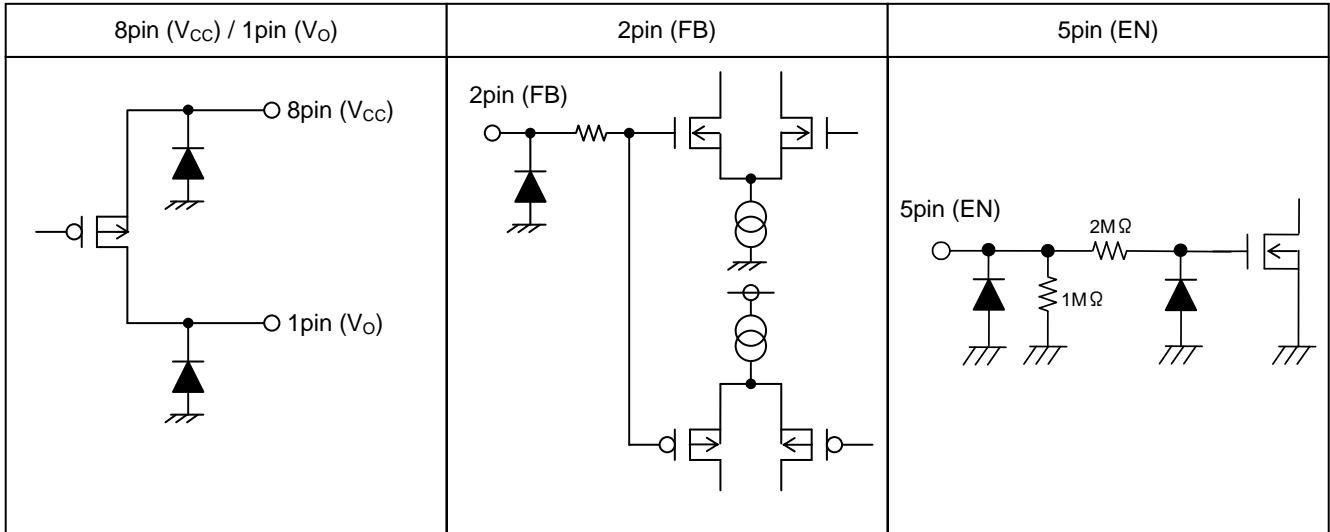 8pin (VCC) / 1pin (VO)
2pin (FB)
5pin (EN)
8pin (VCC)
1pin (VO)
2pin (FB)
5pin (EN)
2MΩ
1MΩ